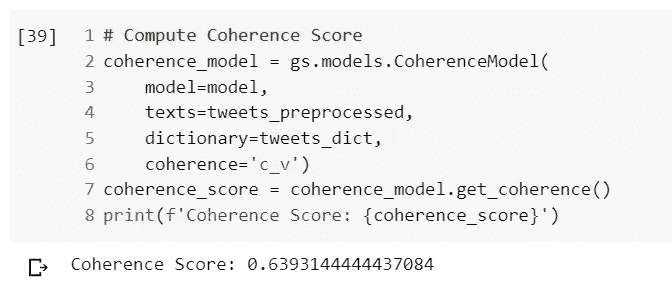 [39] 1 # Compute Coherence Score
2 coherence_model = gs.models.CoherenceModel(
3     model=model,
4     texts=tweets_preprocessed,
5     dictionary=tweets_dict,
6     coherence='c_v')
7 coherence_score = coherence_model.get_coherence()
8 print(f'Coherence Score: {coherence_score}')
Coherence Score: 0.6393144444437084